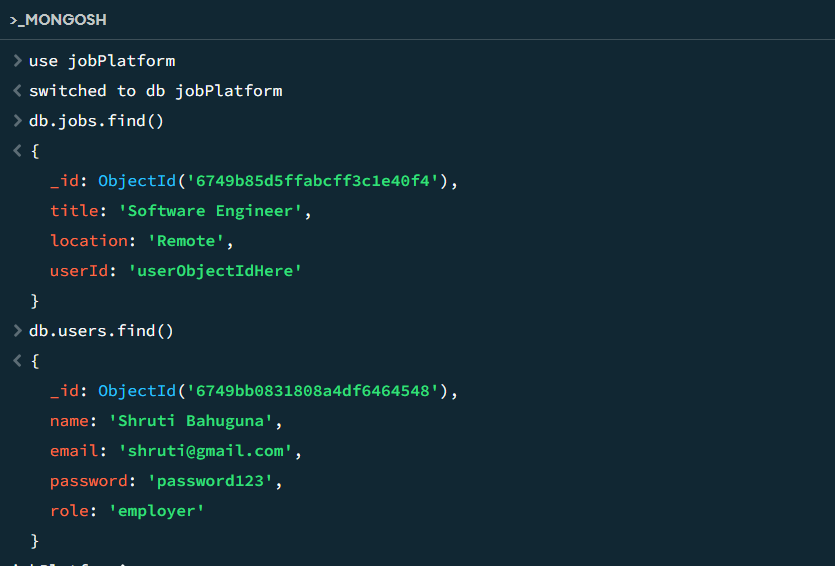 >_MONGOSH
> use jobPlatform
< switched to db jobPlatform
> db.jobs.find()
< {
_id: ObjectId('6749b85d5ffabcff3c1e40f4'),
title: 'Software Engineer',
location: 'Remote',
userId: 'userObjectIdHere'
}
> db.users.find()
< {
_id: ObjectId('6749bb0831808a4df6464548'),
name: 'Shruti Bahuguna',
email: 'shruti@gmail.com',
password: 'password123',
role: 'employer'
}